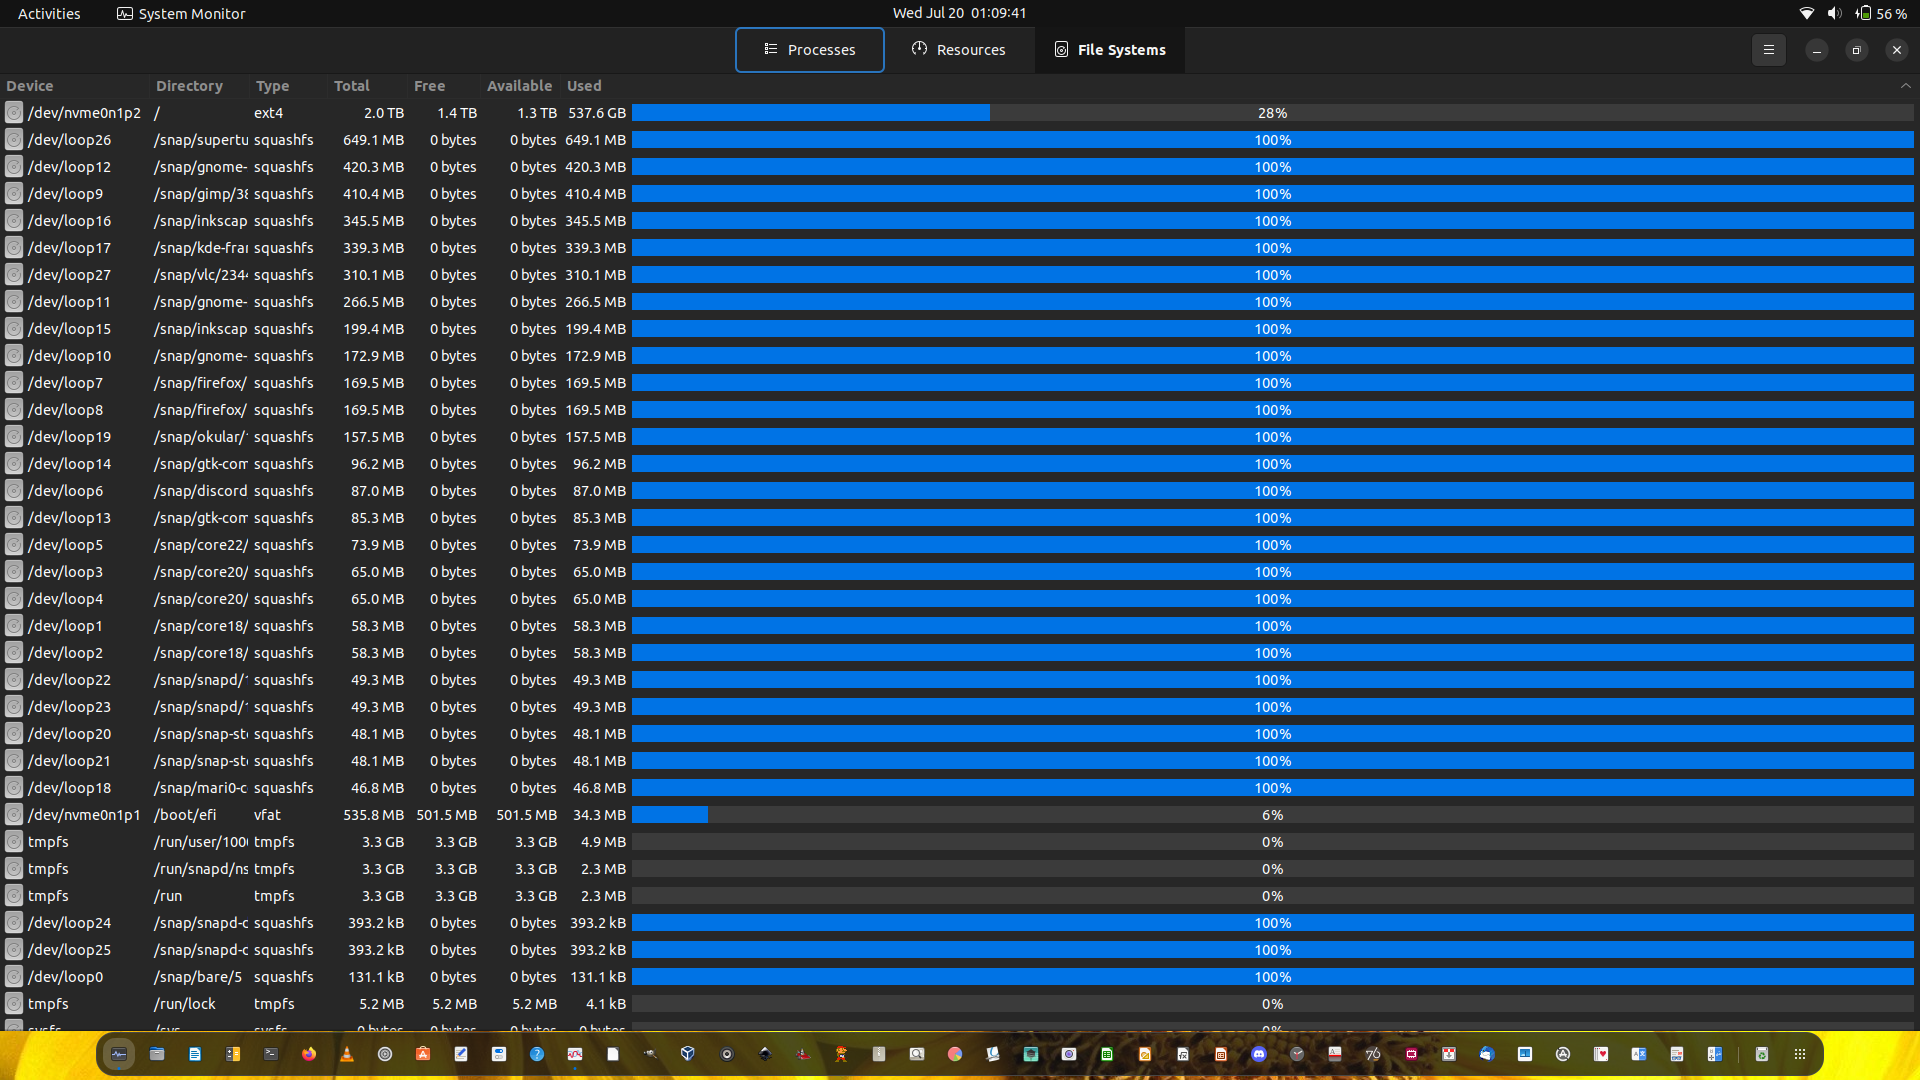 Activities System Monitor Wed Jul 20 01:09:41 56 %
Processes Resources File Systems
Device Directory Type Total Free Available Used
/dev/nvme0n1p2 / ext4 2.0 TB 1.4 TB 1.3 TB 537.6 GB 28%
/dev/loop26 /snap/supertu squashfs 649.1 MB 0 bytes 0 bytes 649.1 MB 100%
/dev/loop12 /snap/gnome- squashfs 420.3 MB 0 bytes 0 bytes 420.3 MB 100%
/dev/loop9 /snap/gimp/38 squashfs 410.4 MB 0 bytes 0 bytes 410.4 MB 100%
/dev/loop16 /snap/inkscap squashfs 345.5 MB 0 bytes 0 bytes 345.5 MB 100%
/dev/loop17 /snap/kde-fra squashfs 339.3 MB 0 bytes 0 bytes 339.3 MB 100%
/dev/loop27 /snap/vlc/2344 squashfs 310.1 MB 0 bytes 0 bytes 310.1 MB 100%
/dev/loop11 /snap/gnome- squashfs 266.5 MB 0 bytes 0 bytes 266.5 MB 100%
/dev/loop15 /snap/inkscap squashfs 199.4 MB 0 bytes 0 bytes 199.4 MB 100%
/dev/loop10 /snap/gnome- squashfs 172.9 MB 0 bytes 0 bytes 172.9 MB 100%
/dev/loop7 /snap/firefox/ squashfs 169.5 MB 0 bytes 0 bytes 169.5 MB 100%
/dev/loop8 /snap/firefox/ squashfs 169.5 MB 0 bytes 0 bytes 169.5 MB 100%
/dev/loop19 /snap/okular/ squashfs 157.5 MB 0 bytes 0 bytes 157.5 MB 100%
/dev/loop14 /snap/gtk-com squashfs 96.2 MB 0 bytes 0 bytes 96.2 MB 100%
/dev/loop6 /snap/discord squashfs 87.0 MB 0 bytes 0 bytes 87.0 MB 100%
/dev/loop13 /snap/gtk-com squashfs 85.3 MB 0 bytes 0 bytes 85.3 MB 100%
/dev/loop5 /snap/core22/ squashfs 73.9 MB 0 bytes 0 bytes 73.9 MB 100%
/dev/loop3 /snap/core20/ squashfs 65.0 MB 0 bytes 0 bytes 65.0 MB 100%
/dev/loop4 /snap/core20/ squashfs 65.0 MB 0 bytes 0 bytes 65.0 MB 100%
/dev/loop1 /snap/core18/ squashfs 58.3 MB 0 bytes 0 bytes 58.3 MB 100%
/dev/loop2 /snap/core18/ squashfs 58.3 MB 0 bytes 0 bytes 58.3 MB 100%
/dev/loop22 /snap/snapd/1 squashfs 49.3 MB 0 bytes 0 bytes 49.3 MB 100%
/dev/loop23 /snap/snapd/1 squashfs 49.3 MB 0 bytes 0 bytes 49.3 MB 100%
/dev/loop20 /snap/snap-sto squashfs 48.1 MB 0 bytes 0 bytes 48.1 MB 100%
/dev/loop21 /snap/snap-sto squashfs 48.1 MB 0 bytes 0 bytes 48.1 MB 100%
/dev/loop18 /snap/mari0-c squashfs 46.8 MB 0 bytes 0 bytes 46.8 MB 100%
/dev/nvme0n1p1 /boot/efi vfat 535.8 MB 501.5 MB 501.5 MB 34.3 MB 6%
tmpfs /run/user/1000 tmpfs 3.3 GB 3.3 GB 3.3 GB 4.9 MB 0%
tmpfs /run/snapd/ns tmpfs 3.3 GB 3.3 GB 3.3 GB 2.3 MB 0%
tmpfs /run tmpfs 3.3 GB 3.3 GB 3.3 GB 2.3 MB 0%
/dev/loop24 /snap/snapd-c squashfs 393.2 kB 0 bytes 0 bytes 393.2 kB 100%
/dev/loop25 /snap/snapd-c squashfs 393.2 kB 0 bytes 0 bytes 393.2 kB 100%
/dev/loop0 /snap/bare/5 squashfs 131.1 kB 0 bytes 0 bytes 131.1 kB 100%
tmpfs /run/lock tmpfs 5.2 MB 5.2 MB 5.2 MB 4.1 kB 0%
sysfs /sys sysfs 0 bytes 0 bytes 0 bytes 0 bytes 0%
76